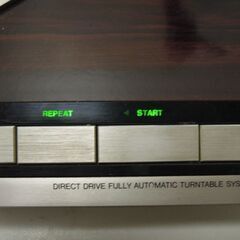 REPEAT ◄ START
DIRECT DRIVE FULLY AUTOMATIC TURNTABLE SYS